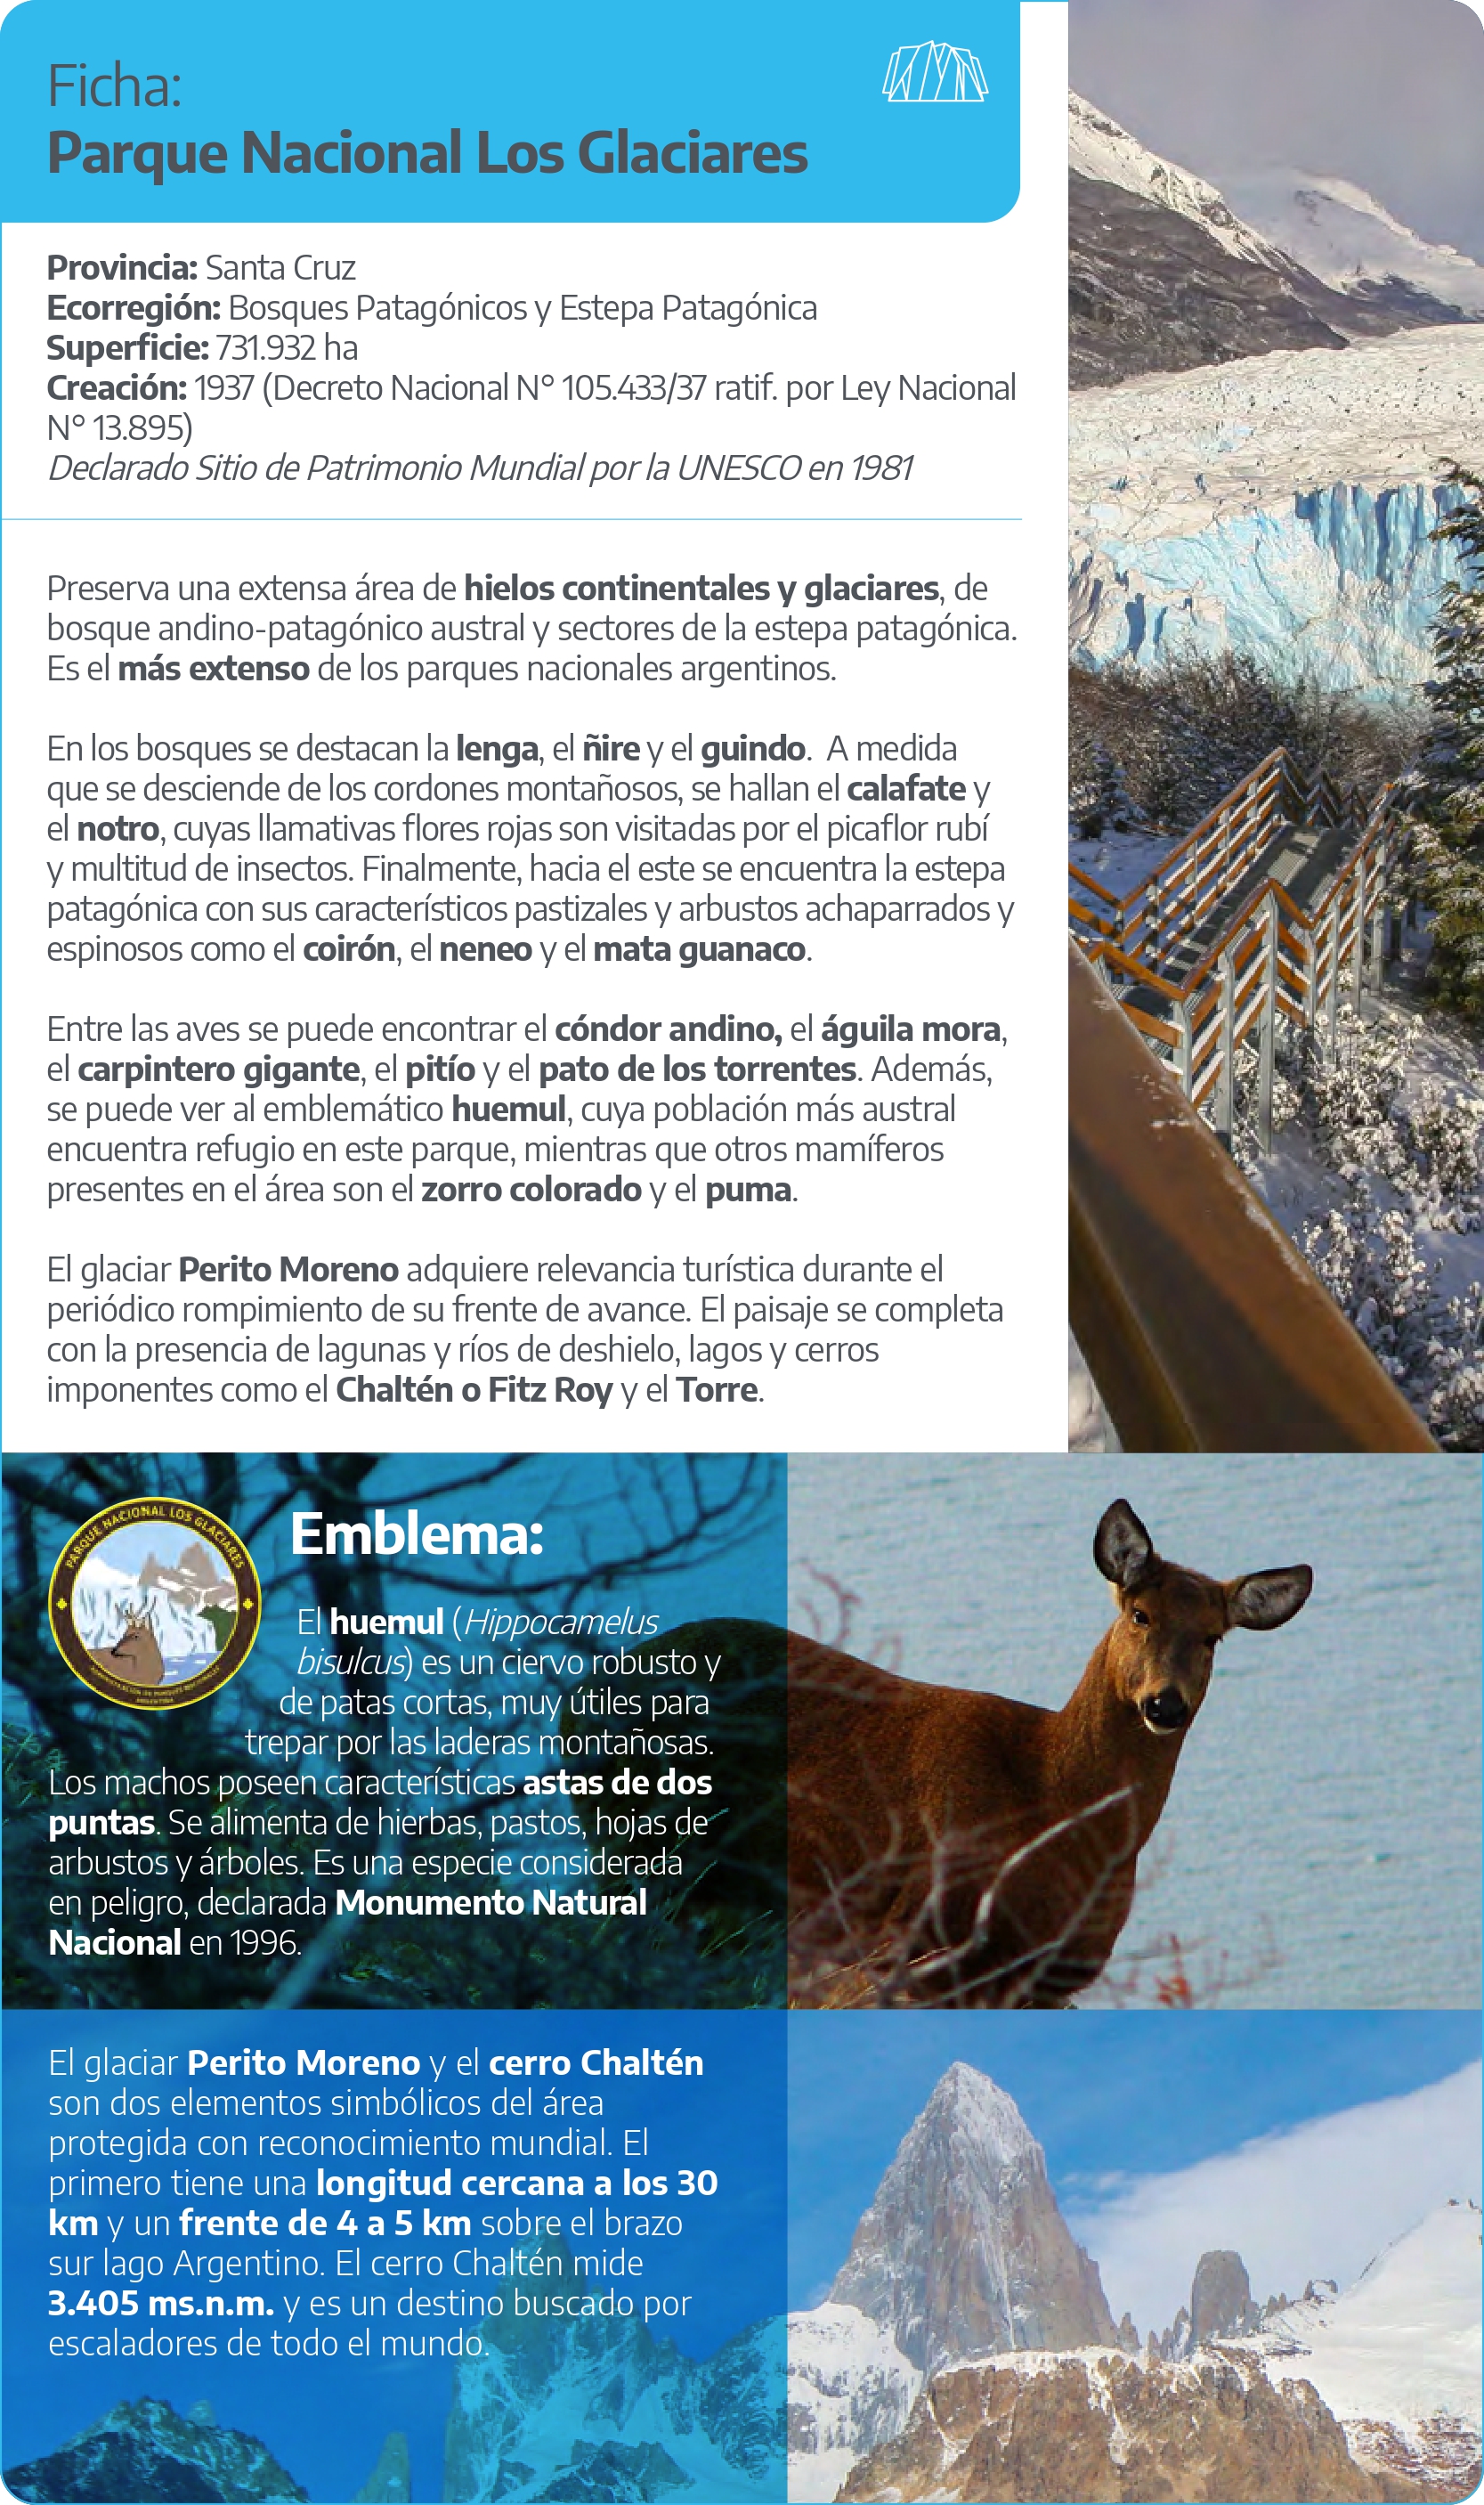 Ficha:
Parque Nacional Los Glaciares
Provincia: Santa Cruz
Ecorregión: Bosques Patagónicos y Estepa Patagónica
Superficie: 731.932 ha
Creación: 1937 (Decreto Nacional N° 105.433/37 ratif. por Ley Nacional
N° 13.895)
Declarado Sitio de Patrimonio Mundial por la UNESCO en 1981
Preserva una extensa área de hielos continentales y glaciares, de
bosque andino-patagónico austral y sectores de la estepa patagónica.
Es el más extenso de los parques nacionales argentinos.
En los bosques se destacan la lenga, el ñire y el guindo.  A medida
que se desciende de los cordones montañosos, se hallan el calafate y
el notro, cuyas llamativas flores rojas son visitadas por el picaflor rubí
y multitud de insectos. Finalmente, hacia el este se encuentra la estepa
patagónica con sus característicos pastizales y arbustos achaparrados y
espinosos como el coirón, el neneo y el mata guanaco.
Entre las aves se puede encontrar el cóndor andino, el águila mora,
el carpintero gigante, el pitío y el pato de los torrentes. Además,
se puede ver al emblemático huemul, cuya población más austral
encuentra refugio en este parque, mientras que otros mamíferos
presentes en el área son el zorro colorado y el puma.
El glaciar Perito Moreno adquiere relevancia turística durante el
periódico rompimiento de su frente de avance. El paisaje se completa
con la presencia de lagunas y ríos de deshielo, lagos y cerros
imponentes como el Chaltén o Fitz Roy y el Torre.
PARQUE NACIONAL LOS GLACIARES
ADMINISTRACIÓN DE PARQUES NACIONALES
ARGENTINA
Emblema:
El huemul (Hippocamelus
bisulcus) es un ciervo robusto y
de patas cortas, muy útiles para
trepar por las laderas montañosas.
Los machos poseen características astas de dos
puntas. Se alimenta de hierbas, pastos, hojas de
arbustos y árboles. Es una especie considerada
en peligro, declarada Monumento Natural
Nacional en 1996.
El glaciar Perito Moreno y el cerro Chaltén
son dos elementos simbólicos del área
protegida con reconocimiento mundial. El
primero tiene una longitud cercana a los 30
km y un frente de 4 a 5 km sobre el brazo
sur lago Argentino. El cerro Chaltén mide
3.405 ms.n.m. y es un destino buscado por
escaladores de todo el mundo.